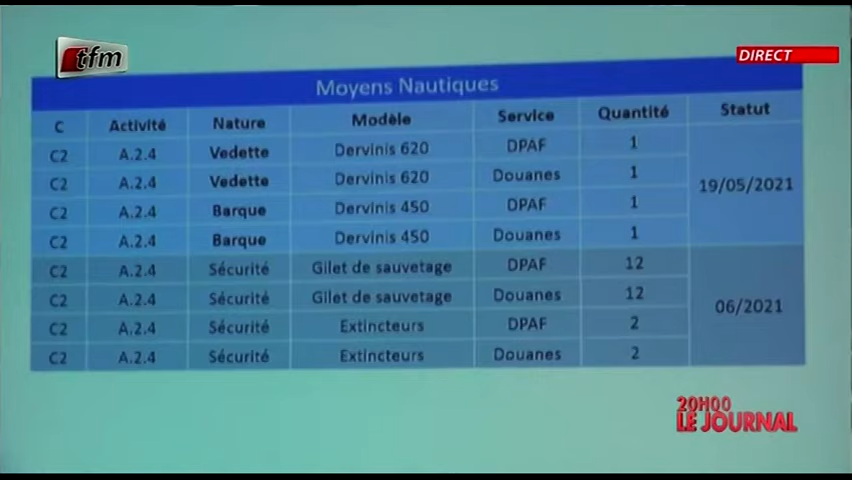 tfm
DIRECT
Moyens Nautiques
C Activité Nature Modèle Service Quantité Statut
C2 A.2.4 Vedette Dervinis 620 DPAF 1
C2 A.2.4 Vedette Dervinis 620 Douanes 1
19/05/2021
C2 A.2.4 Barque Dervinis 450 DPAF 1
C2 A.2.4 Barque Dervinis 450 Douanes 1
C2 A.2.4 Sécurité Gilet de sauvetage DPAF 12
C2 A.2.4 Sécurité Gilet de sauvetage Douanes 12
06/2021
C2 A.2.4 Sécurité Extincteurs DPAF 2
C2 A.2.4 Sécurité Extincteurs Douanes 2
20H00
LE JOURNAL